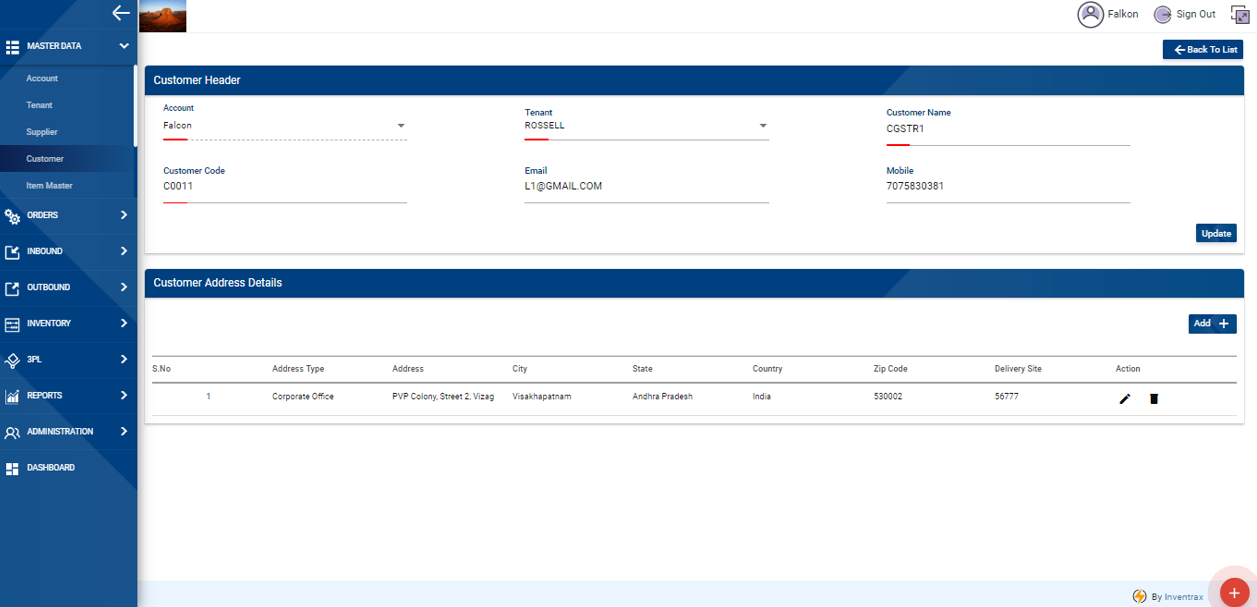 Falkon
Sign Out
MASTER DATA
Account
Tenant
Supplier
Customer
Item Master
ORDERS
INBOUND
OUTBOUND
INVENTORY
3PL
REPORTS
ADMINISTRATION
DASHBOARD
Back To List
Customer Header
Account
Falcon
Tenant
ROSSELL
Customer Name
CGSTR1
Customer Code
C0011
Email
L1@GMAIL.COM
Mobile
7075830381
Update
Customer Address Details
Add +
S.No Address Type Address City State Country Zip Code Delivery Site Action
1 Corporate Office PVP Colony, Street 2, Vizag Visakhapatnam Andhra Pradesh India 530002 56777
By Inventrax